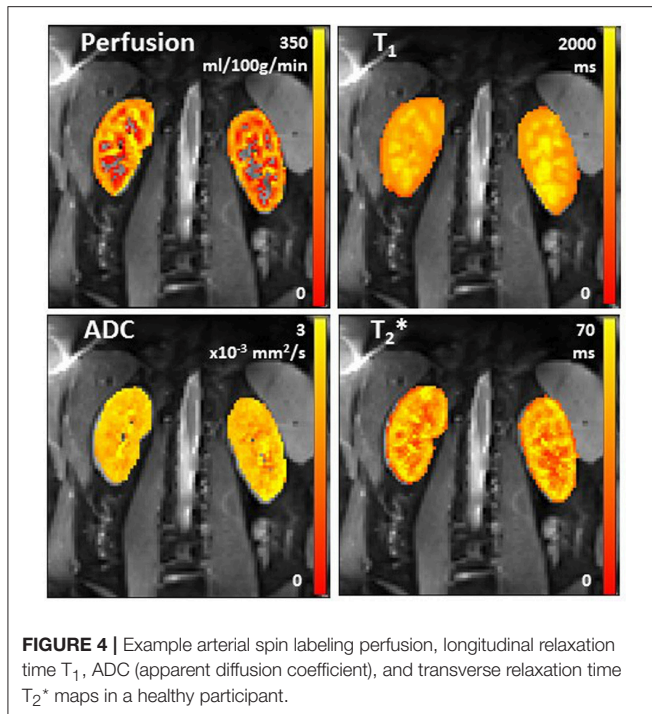 Perfusion
350
ml/100g/min
0
T₁
2000
ms
0
ADC
3
x10⁻³ mm²/s
0
T₂*
70
ms
0
FIGURE 4 | Example arterial spin labeling perfusion, longitudinal relaxation
time T₁, ADC (apparent diffusion coefficient), and transverse relaxation time
T₂* maps in a healthy participant.